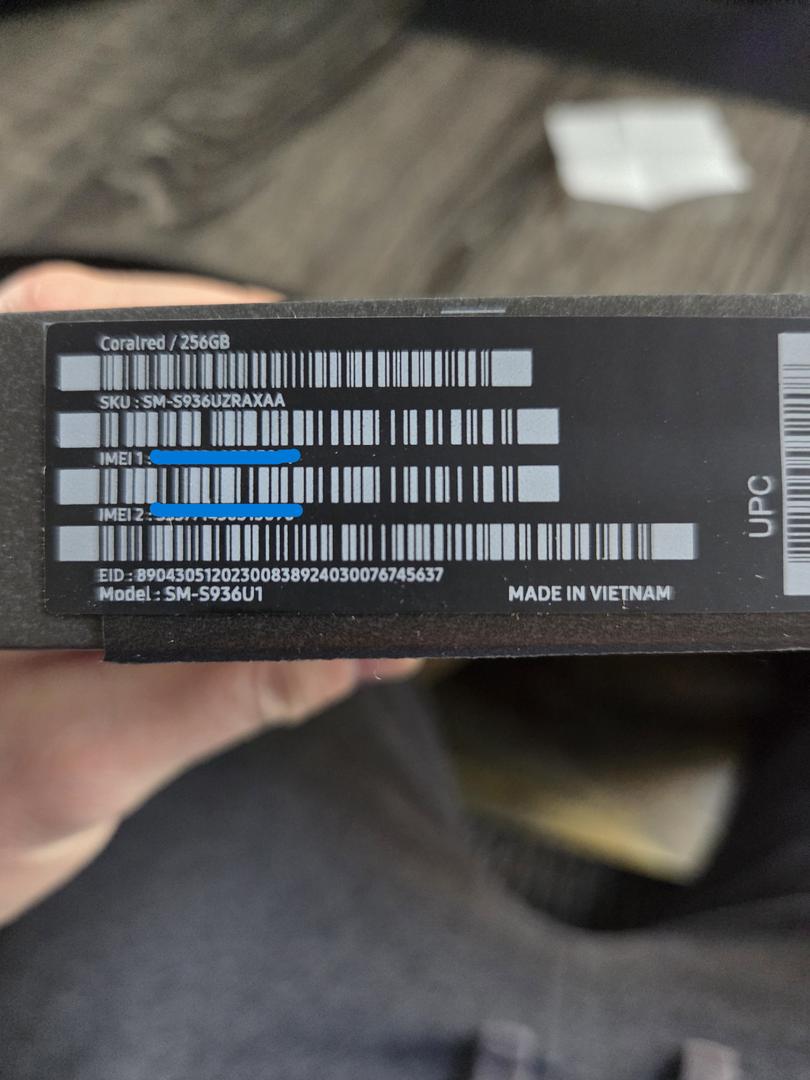 Coralred / 256GB
SKU : SM-S936UZRAXAA
IMEI 1 :
IMEI 2 :
EID : 89043051202300838924030076745637
Model : SM-S936U1
MADE IN VIETNAM
UPC